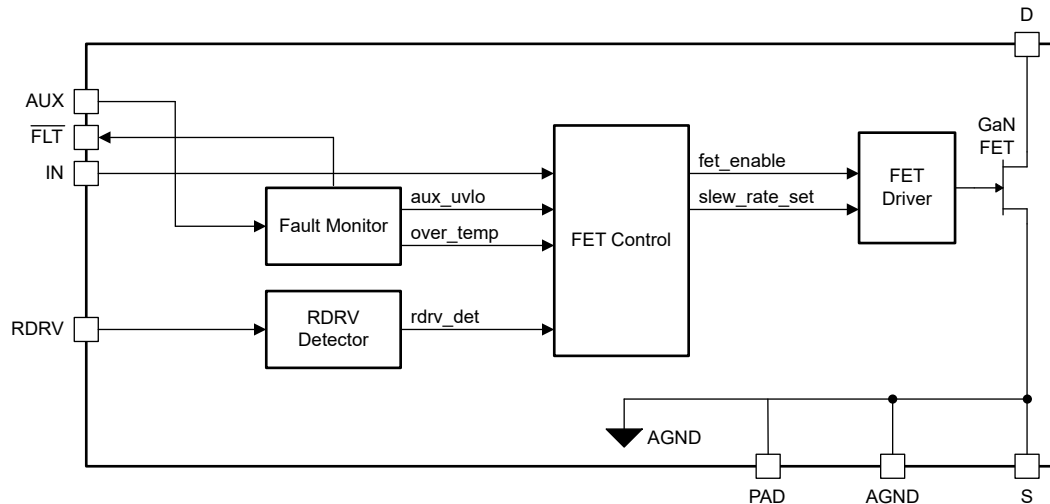 D
AUX
FLT
IN
RDRV
Fault Monitor
aux_uvlo
over_temp
RDRV
Detector
rdrv_det
FET Control
fet_enable
slew_rate_set
FET
Driver
GaN
FET
AGND
PAD
AGND
S